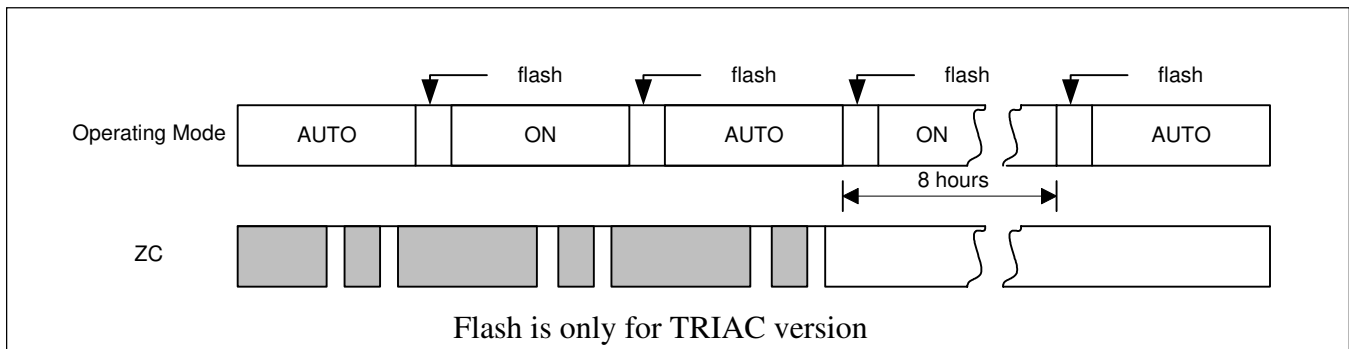 flash flash flash flash
Operating Mode AUTO ON AUTO ON AUTO
8 hours
ZC
Flash is only for TRIAC version